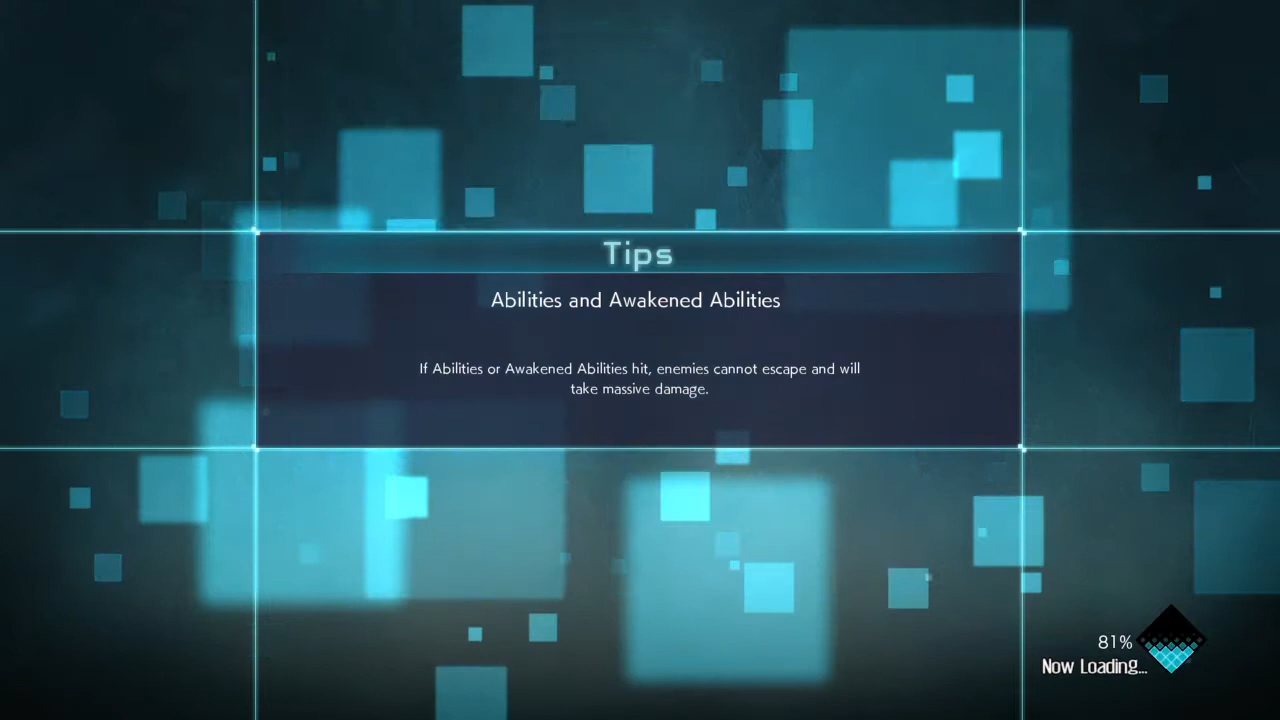 Tips
Abilities and Awakened Abilities
If Abilities or Awakened Abilities hit, enemies cannot escape and will
take massive damage.
81%
Now Loading...